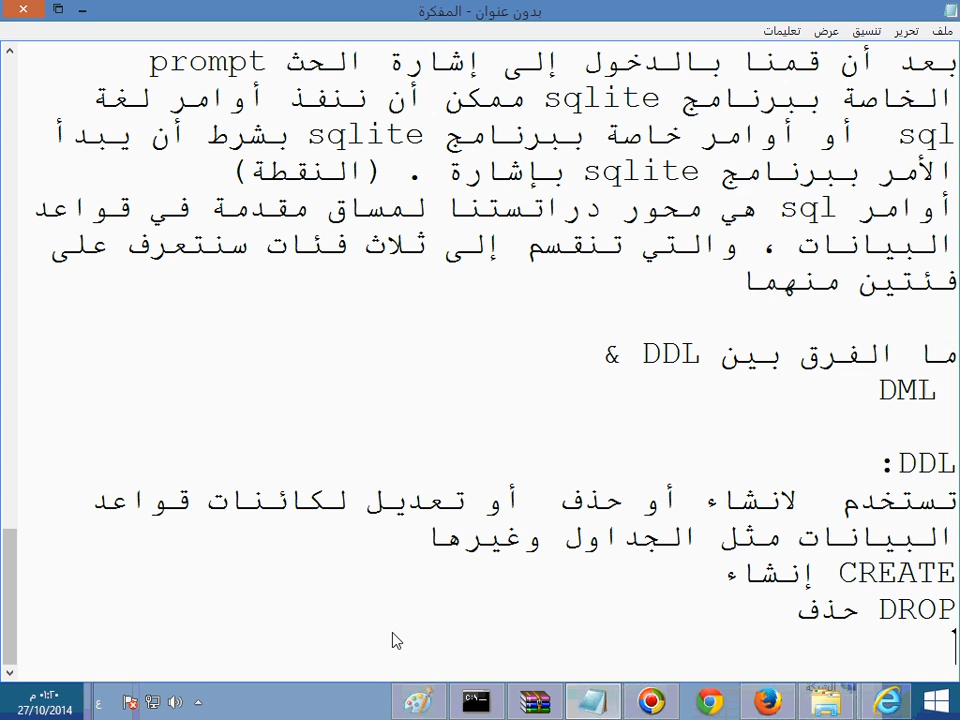 بدون عنوان - المفكرة
ملف تحرير تنسيق عرض تعليمات
بعد أن قمنا بالدخول إلى إشارة الحث prompt
الخاصة ببرنامج sqlite ممكن أن ننفذ أوامر لغة
sql أو أوامر خاصة ببرنامج sqlite بشرط أن يبدأ
الأمر ببرنامج sqlite بإشارة . (النقطة)
أوامر sql هي محور دراتستنا لمساق مقدمة في قواعد
البيانات ، والتي تنقسم إلى ثلاث فئات سنتعرف على
فئتين منهما
ما الفرق بين DDL &
DML
DDL:
تستخدم لانشاء أو حذف أو تعديل لكائنات قواعد
البيانات مثل الجداول وغيرها
CREATE إنشاء
DROP حذف
ع
٠١:٢٠ م
27/10/2014